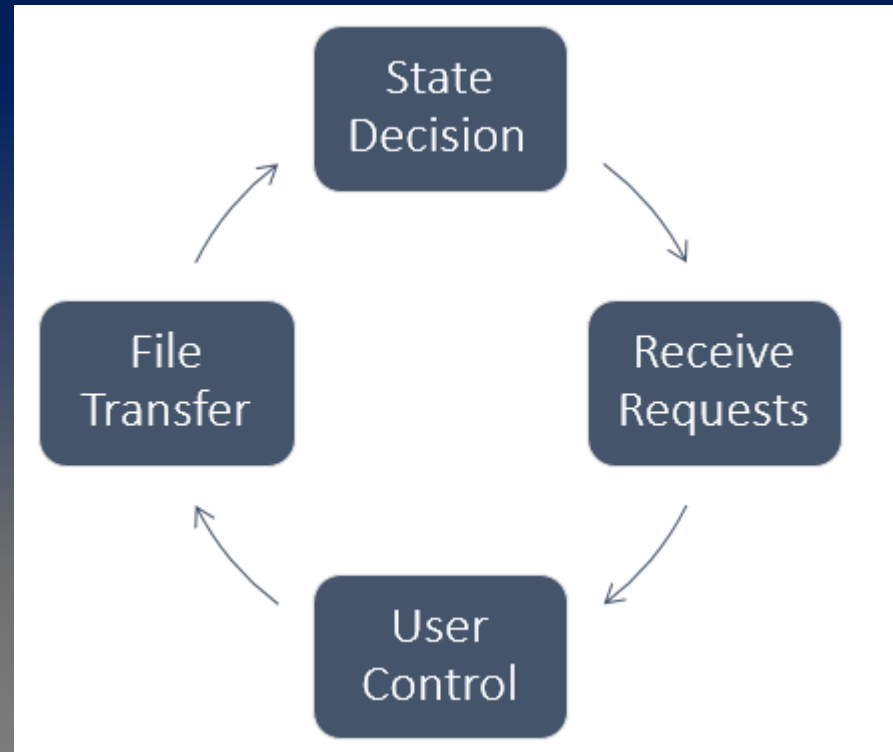 State
Decision
Receive
Requests
User
Control
File
Transfer